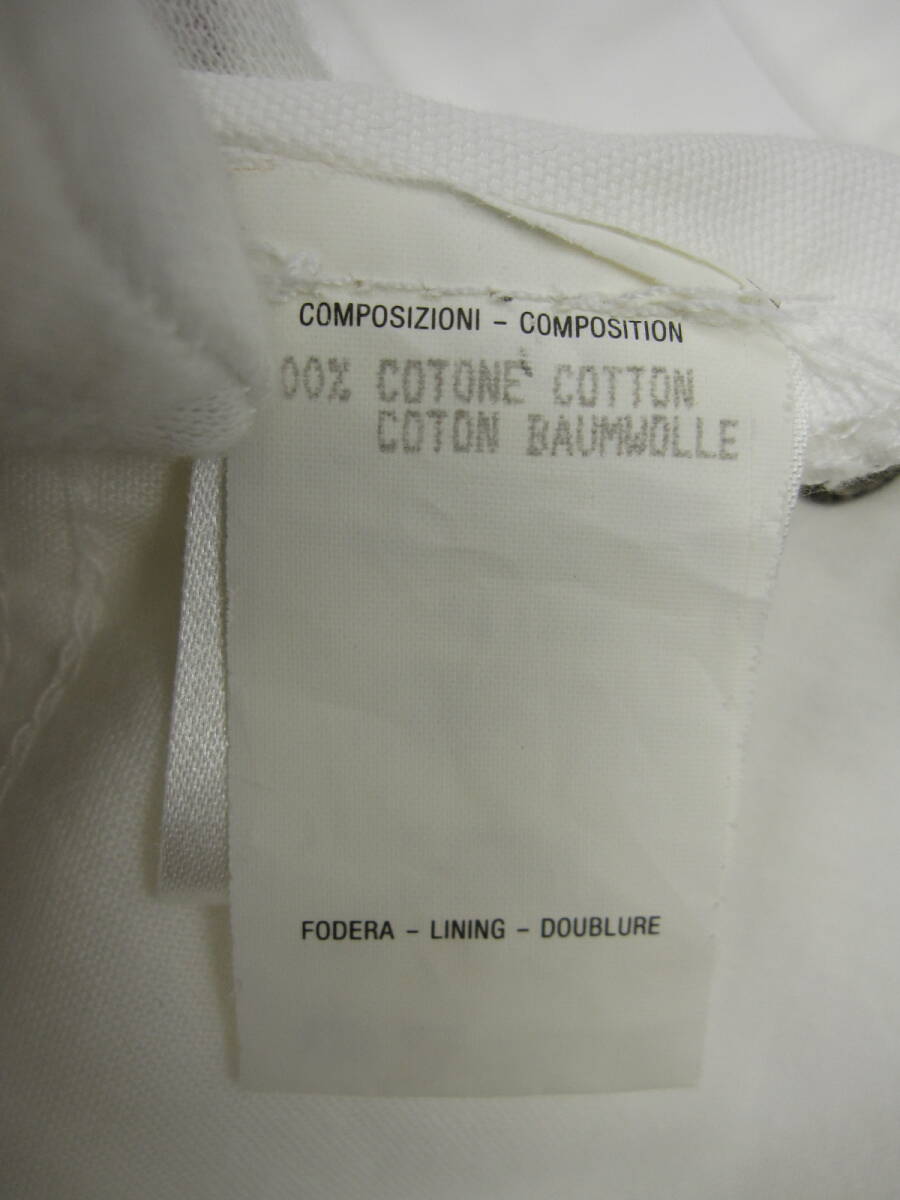 COMPOSIZIONI - COMPOSITION
00% COTONE COTTON
COTON BAUMWOLLE
FODERA - LINING - DOUBLURE